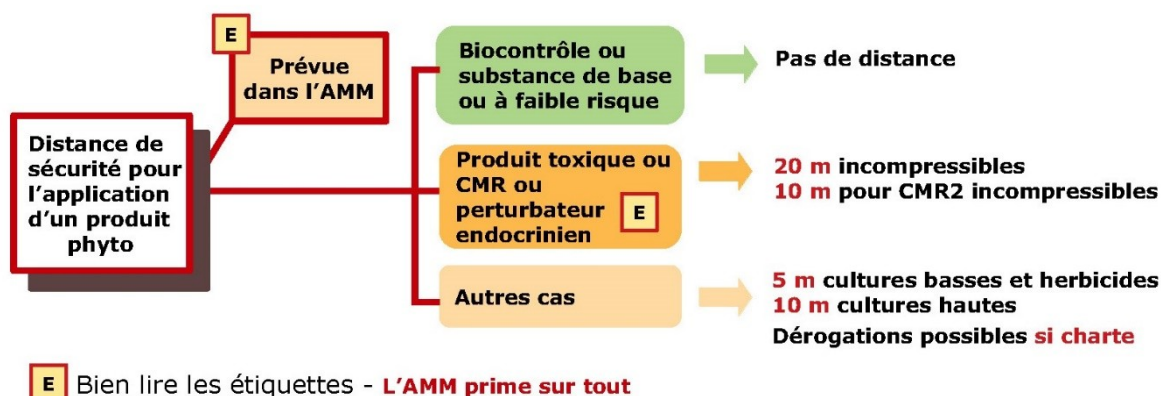 E
Prévue
dans l'AMM
Distance de
sécurité pour
l'application
d'un produit
phyto
Biocontrôle ou
substance de base
ou à faible risque
Pas de distance
Produit toxique ou
CMR ou
perturbateur
endocrinien
E
20 m incompressibles
10 m pour CMR2 incompressibles
Autres cas
5 m cultures basses et herbicides
10 m cultures hautes
Dérogations possibles si charte
E Bien lire les étiquettes - L'AMM prime sur tout